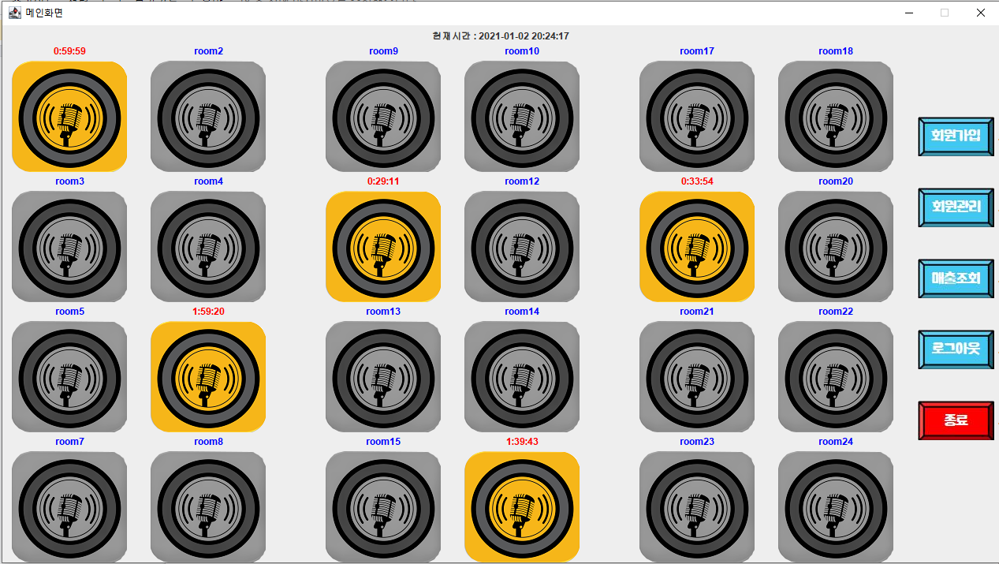 메인화면
현재시간 : 2021-01-02 20:24:17
0:59:59 room2 room9 room10 room17 room18
room3 room4 0:29:11 room12 0:33:54 room20
room5 1:59:20 room13 room14 room21 room22
room7 room8 room15 1:39:43 room23 room24
회원가입
회원관리
매출조회
로그아웃
종료